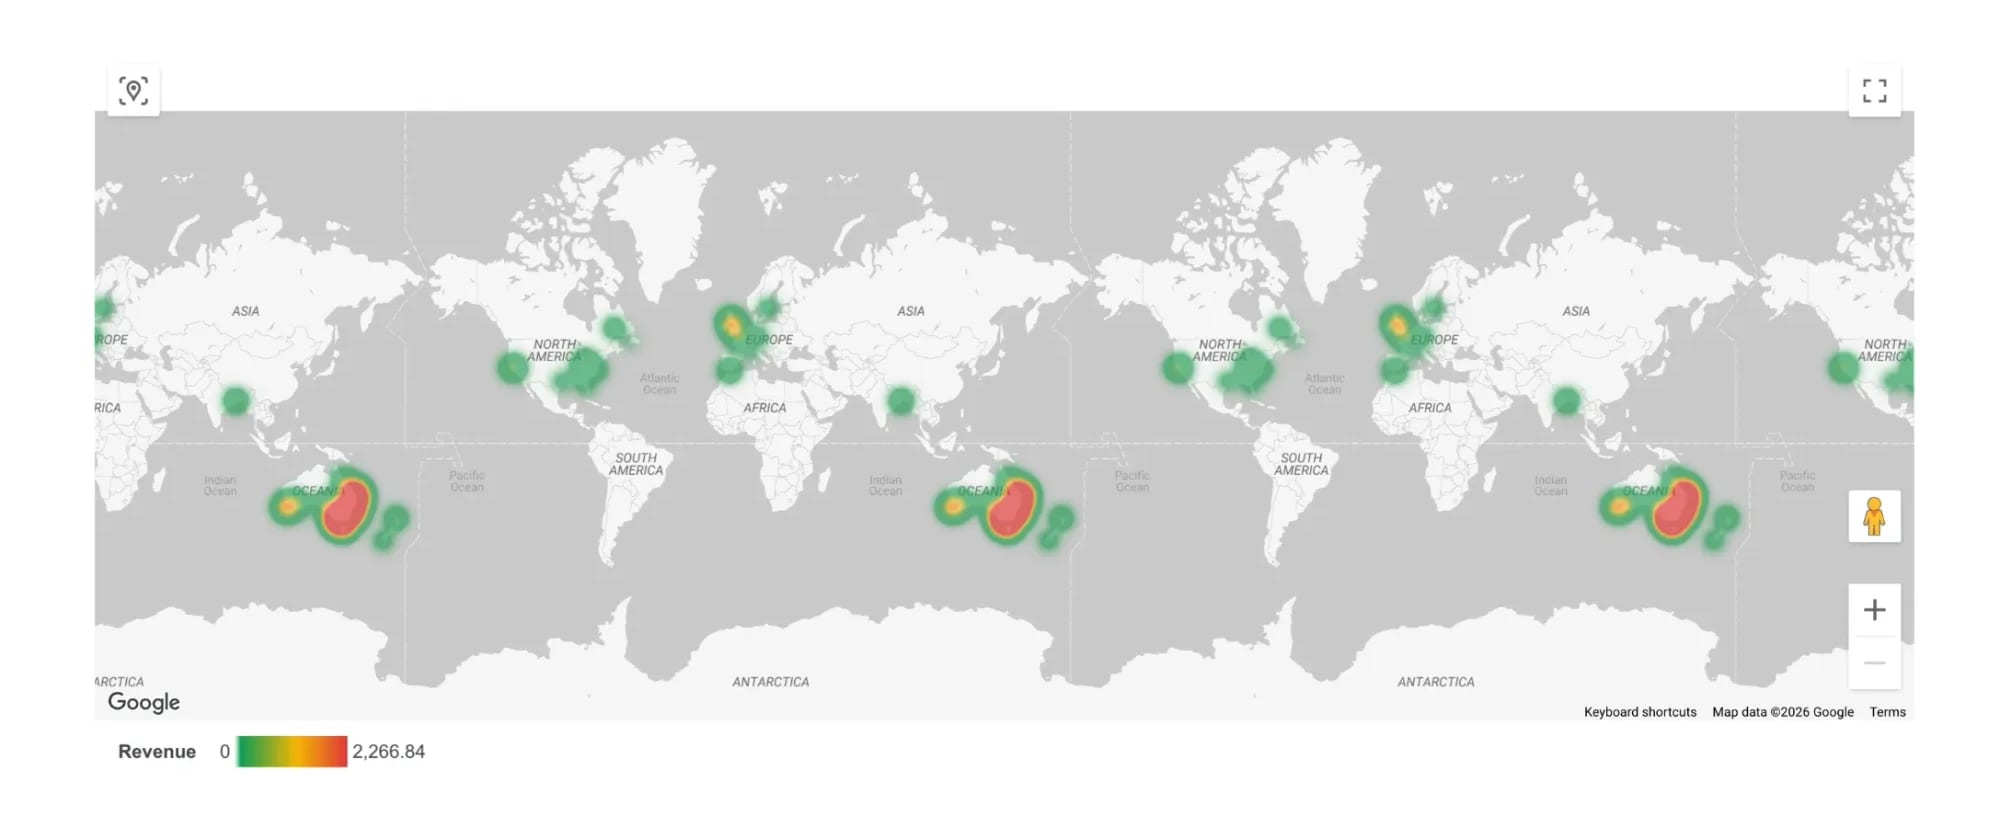 ASIA
ASIA
ASIA
ROPE
EUROPE
EUROPE
NORTH
AMERICA
NORTH
AMERICA
NORTH
AMERICA
Atlantic
Ocean
Atlantic
Ocean
RICA
AFRICA
AFRICA
SOUTH
AMERICA
SOUTH
AMERICA
Indian
Ocean
Pacific
Ocean
Indian
Ocean
Pacific
Ocean
Indian
Ocean
Pacific
Ocean
OCEANIA
OCEANIA
OCEANIA
ARCTICA
ANTARCTICA
ANTARCTICA
Google
Keyboard shortcuts Map data ©2026 Google Terms
Revenue 0 2,266.84